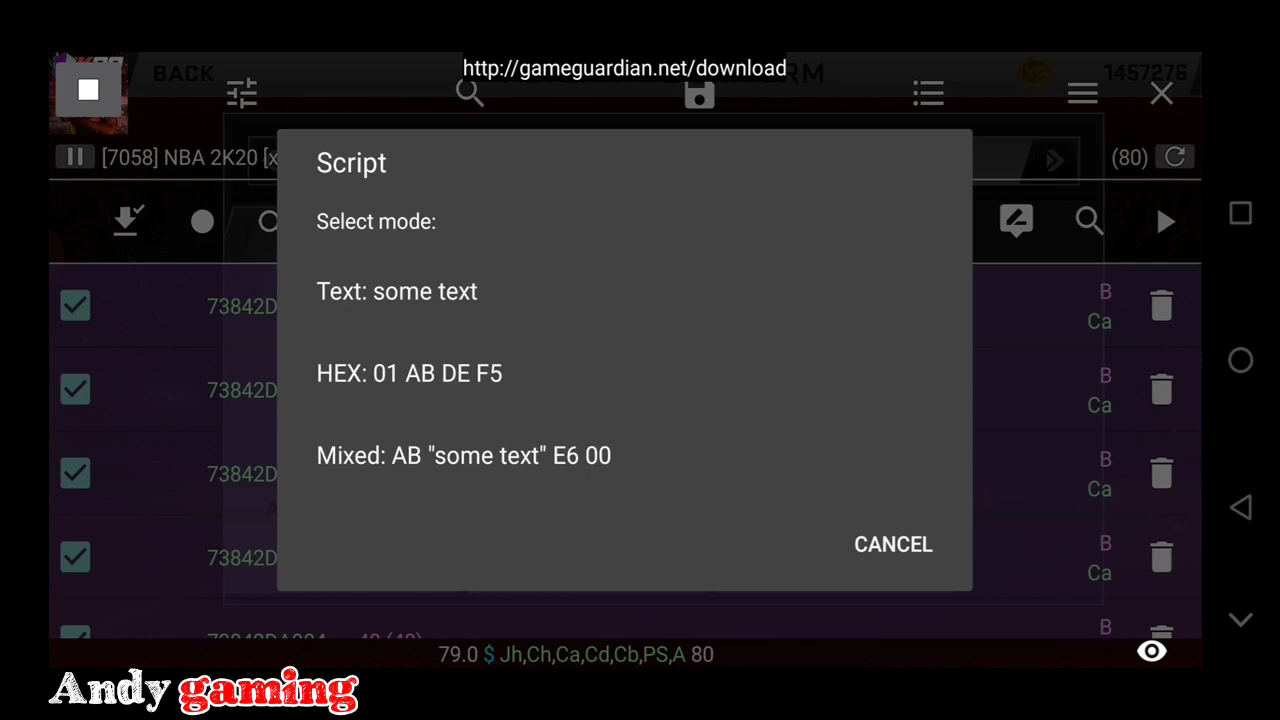 http://gameguardian.net/download
BACK
1457276
[7058] NBA 2K20 [x
(80)
Script
Select mode:
Text: some text
HEX: 01 AB DE F5
Mixed: AB "some text" E6 00
CANCEL
73842D
B
Ca
73842D
B
Ca
73842D
B
Ca
73842D
B
Ca
B
79.0 $ Jh,Ch,Ca,Cd,Cb,PS,A 80
Andy gaming